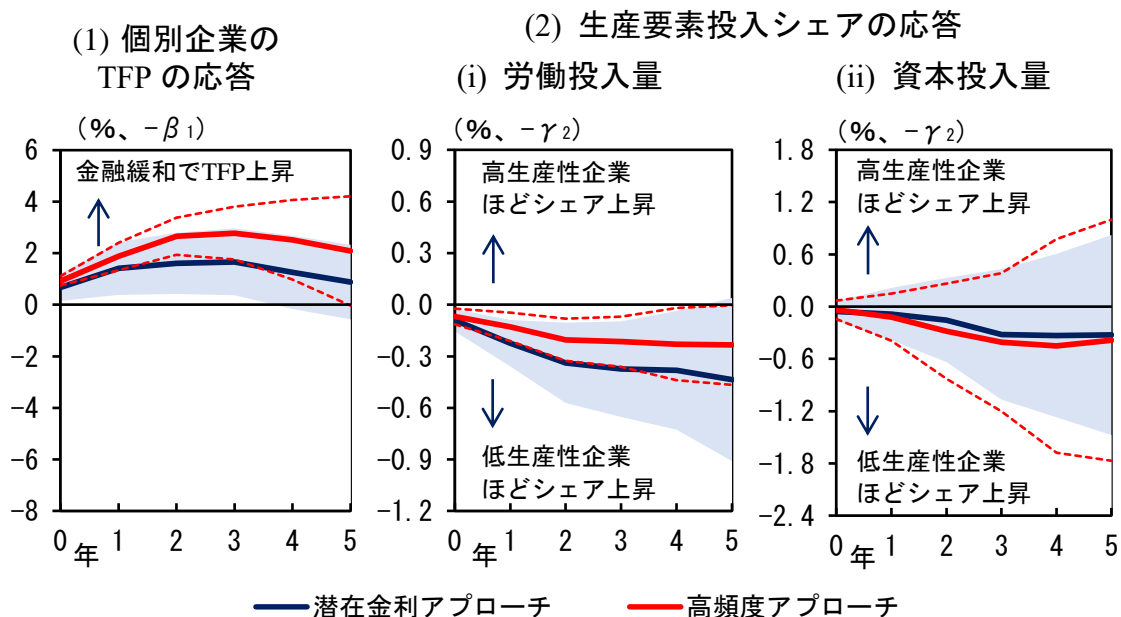 (1) 個別企業の
TFP の応答
(%、-β1)
6
4
2
0
-2
-4
-6
-8
金融緩和でTFP上昇
0 1 2 3 4 5
年
(2) 生産要素投入シェアの応答
(i) 労働投入量
(%、-γ2)
0.9
0.6
0.3
0.0
-0.3
-0.6
-0.9
-1.2
高生産性企業
ほどシェア上昇
低生産性企業
ほどシェア上昇
0 1 2 3 4 5
年
(ii) 資本投入量
(%、-γ2)
1.8
1.2
0.6
0.0
-0.6
-1.2
-1.8
-2.4
高生産性企業
ほどシェア上昇
低生産性企業
ほどシェア上昇
0 1 2 3 4 5
年
潜在金利アプローチ
高頻度アプローチ